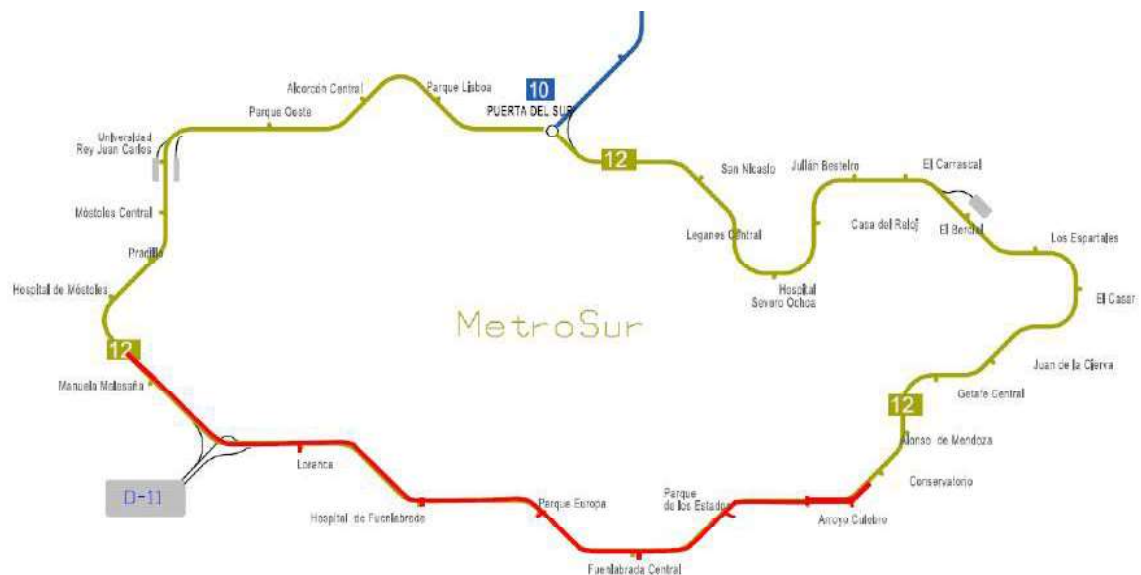 10
Alcorcón Central
Parque Lisboa
PUERTA DEL SUR
Parque Oeste
Universidad
Rey Juan Carlos
12
San Nicasio
Julián Besteiro
El Carrascal
Móstoles Central
Leganes Central
Casa del Reloj
El Bercial
Los Espartales
Pradillo
Hospital de Móstoles
Hospital
Severo Ochoa
El Casar
MetroSur
12
Juan de la Cierva
Manuela Malasaña
Getafe Central
12
Alonso de Mendoza
Loranca
Conservatorio
D-11
Hospital de Fuenlabrada
Parque Europa
Parque
de los Estados
Arroyo Culebro
Fuenlabrada Central